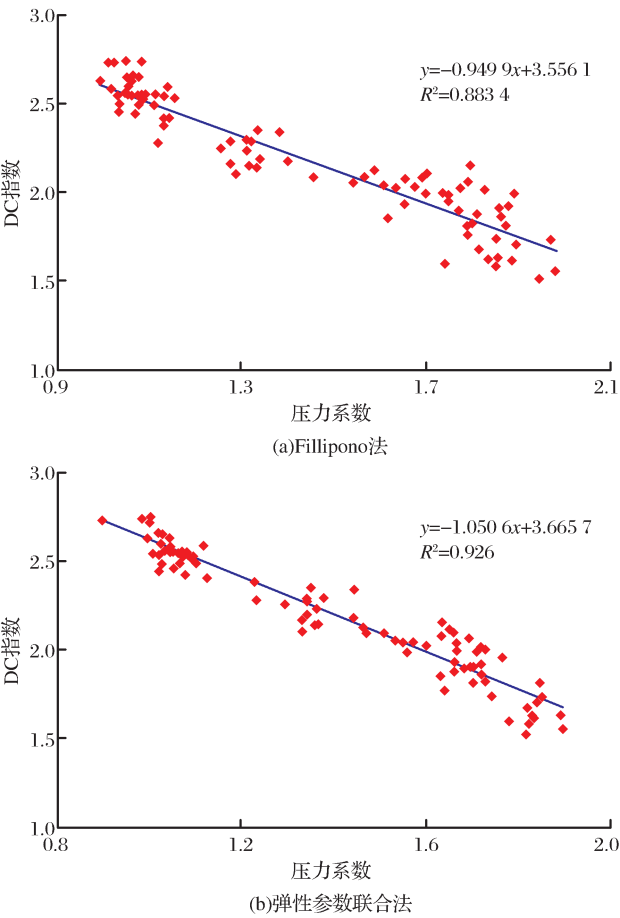 3.0
y=−0.949 9x+3.556 1
R²=0.883 4
2.5
DC指数
2.0
1.5
1.0
0.9 1.3 1.7 2.1
压力系数
(a)Fillipono法
3.0
y=−1.050 6x+3.665 7
R²=0.926
2.5
DC指数
2.0
1.5
1.0
0.8 1.2 1.6 2.0
压力系数
(b)弹性参数联合法